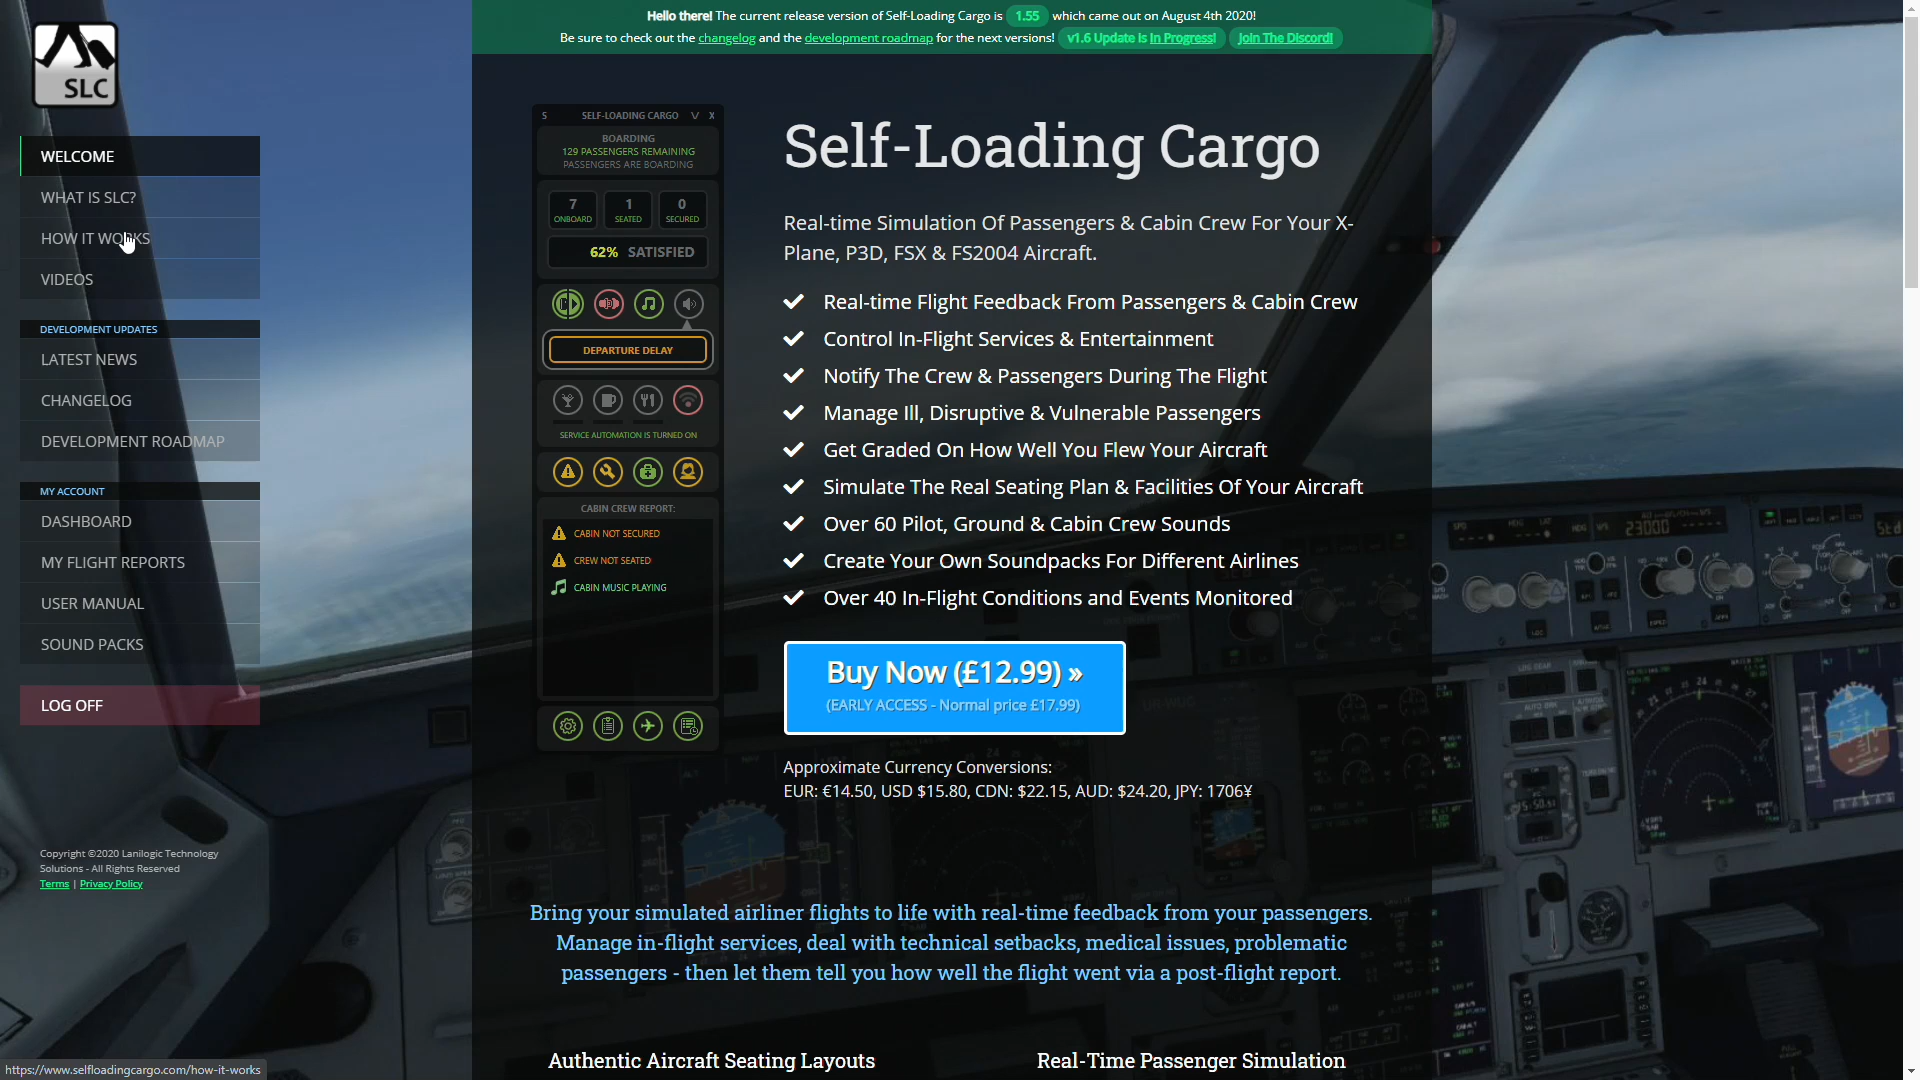 Hello there! The current release version of Self-Loading Cargo is 1.55 which came out on August 4th 2020!
Be sure to check out the changelog and the development roadmap for the next versions! v1.6 Update is In Progress! Join The Discord!
SLC
WELCOME
WHAT IS SLC?
HOW IT WORKS
VIDEOS
DEVELOPMENT UPDATES
LATEST NEWS
CHANGELOG
DEVELOPMENT ROADMAP
MY ACCOUNT
DASHBOARD
MY FLIGHT REPORTS
USER MANUAL
SOUND PACKS
LOG OFF
Copyright ©2020 Lanilogic Technology
Solutions - All Rights Reserved
Terms | Privacy Policy
S SELF-LOADING CARGO V X
BOARDING
129 PASSENGERS REMAINING
PASSENGERS ARE BOARDING
7 1 0
ONBOARD SEATED SECURED
62% SATISFIED
DEPARTURE DELAY
SERVICE AUTOMATION IS TURNED ON
CABIN CREW REPORT:
CABIN NOT SECURED
CREW NOT SEATED
CABIN MUSIC PLAYING
Self-Loading Cargo
Real-time Simulation Of Passengers & Cabin Crew For Your X-
Plane, P3D, FSX & FS2004 Aircraft.
Real-time Flight Feedback From Passengers & Cabin Crew
Control In-Flight Services & Entertainment
Notify The Crew & Passengers During The Flight
Manage Ill, Disruptive & Vulnerable Passengers
Get Graded On How Well You Flew Your Aircraft
Simulate The Real Seating Plan & Facilities Of Your Aircraft
Over 60 Pilot, Ground & Cabin Crew Sounds
Create Your Own Soundpacks For Different Airlines
Over 40 In-Flight Conditions and Events Monitored
Buy Now (£12.99) »
(EARLY ACCESS - Normal price £17.99)
Approximate Currency Conversions:
EUR: €14.50, USD $15.80, CDN: $22.15, AUD: $24.20, JPY: 1706¥
Bring your simulated airliner flights to life with real-time feedback from your passengers.
Manage in-flight services, deal with technical setbacks, medical issues, problematic
passengers - then let them tell you how well the flight went via a post-flight report.
Authentic Aircraft Seating Layouts
Real-Time Passenger Simulation
https://www.selfloadingcargo.com/how-it-works